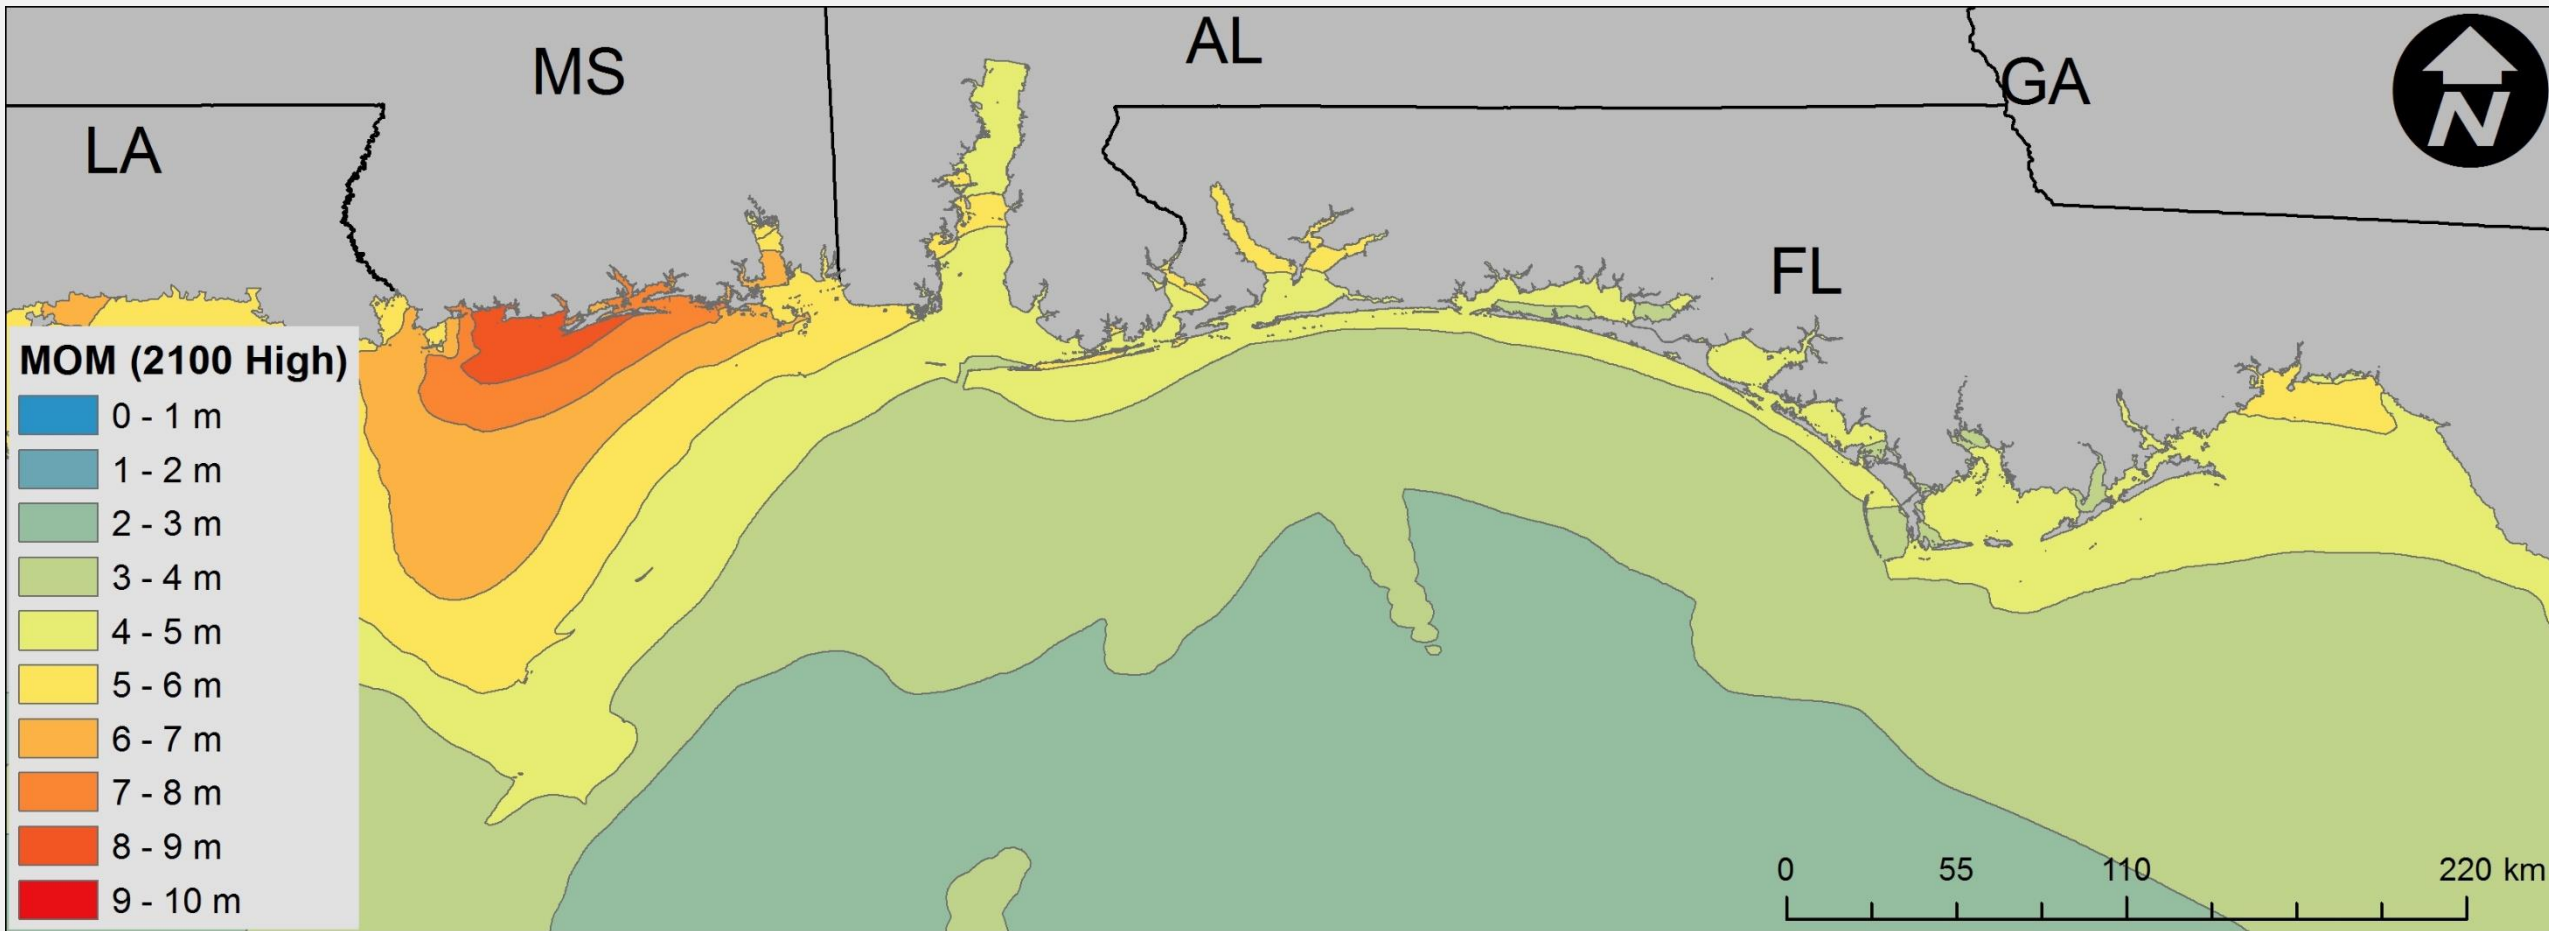 MS
AL
GA
N
LA
FL
MOM (2100 High)
0 - 1 m
1 - 2 m
2 - 3 m
3 - 4 m
4 - 5 m
5 - 6 m
6 - 7 m
7 - 8 m
8 - 9 m
9 - 10 m
0 55 110 220 km